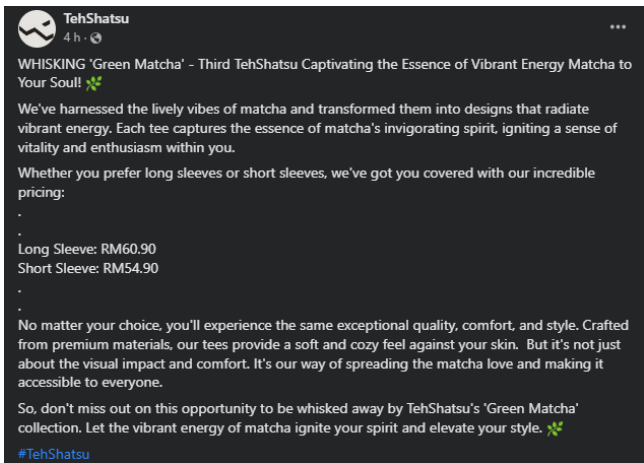 TehShatsu
4 h ·
WHISKING 'Green Matcha' - Third TehShatsu Captivating the Essence of Vibrant Energy Matcha to
Your Soul! 🌿
We've harnessed the lively vibes of matcha and transformed them into designs that radiate
vibrant energy. Each tee captures the essence of matcha's invigorating spirit, igniting a sense of
vitality and enthusiasm within you.
Whether you prefer long sleeves or short sleeves, we've got you covered with our incredible
pricing:
.
.
Long Sleeve: RM60.90
Short Sleeve: RM54.90
.
.
No matter your choice, you'll experience the same exceptional quality, comfort, and style. Crafted
from premium materials, our tees provide a soft and cozy feel against your skin.  But it's not just
about the visual impact and comfort. It's our way of spreading the matcha love and making it
accessible to everyone.
So, don't miss out on this opportunity to be whisked away by TehShatsu's 'Green Matcha'
collection. Let the vibrant energy of matcha ignite your spirit and elevate your style. 🌿
#TehShatsu